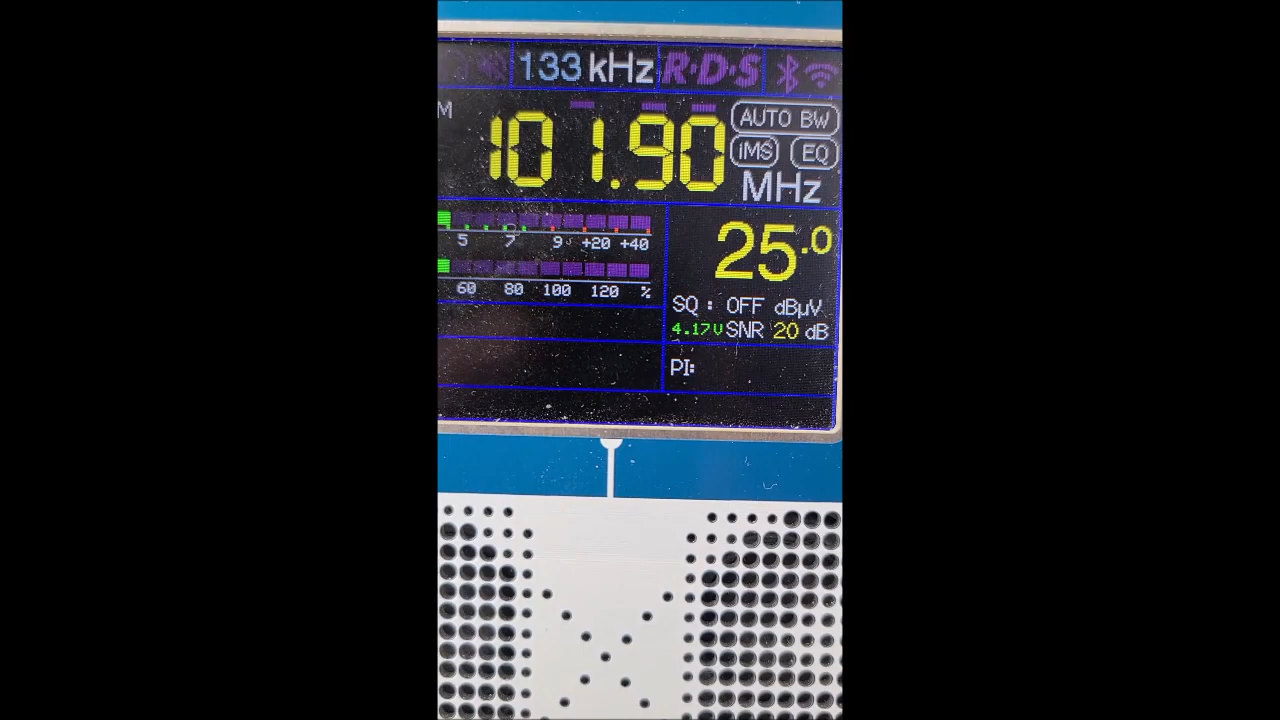 133 kHz R·D·S
M 101.90 AUTO BW
iMS EQ
MHz
5 7 9 +20 +40
25.0
60 80 100 120 %
SQ : OFF dBµV
4.17V SNR 20 dB
PI: